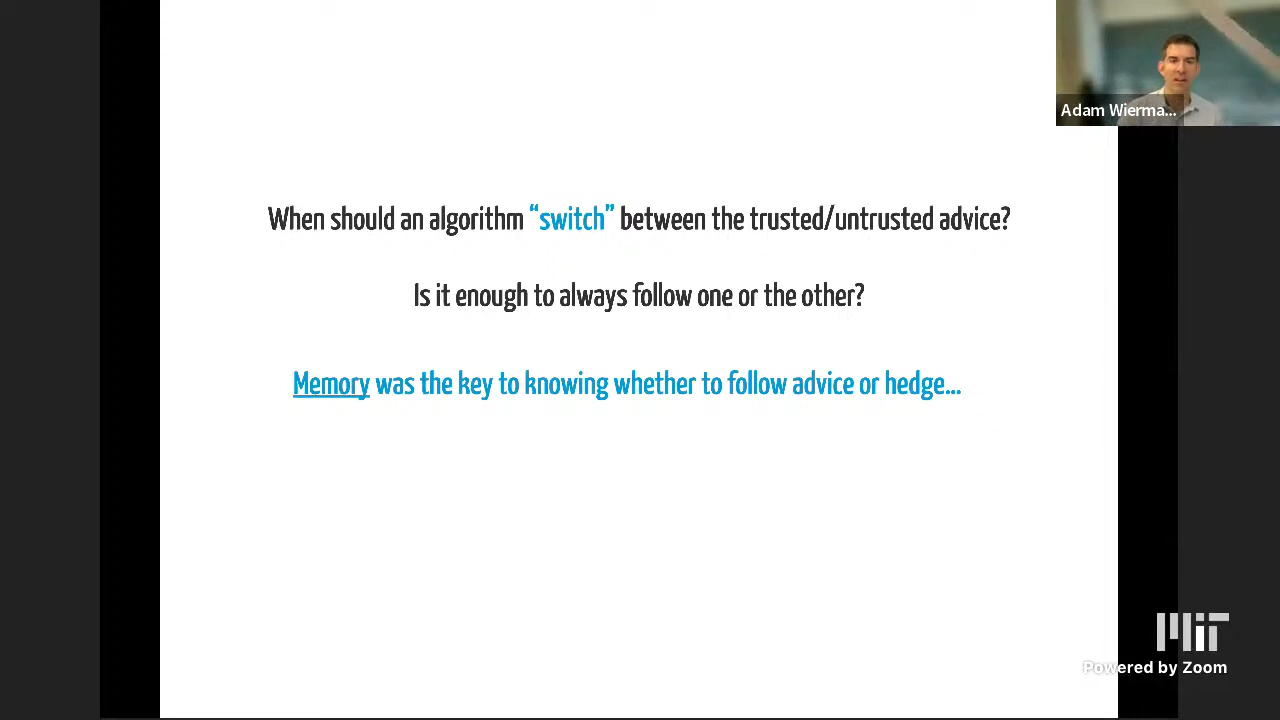 Adam Wierma...
When should an algorithm “switch” between the trusted/untrusted advice?
Is it enough to always follow one or the other?
Memory was the key to knowing whether to follow advice or hedge...
MIT
Powered by Zoom